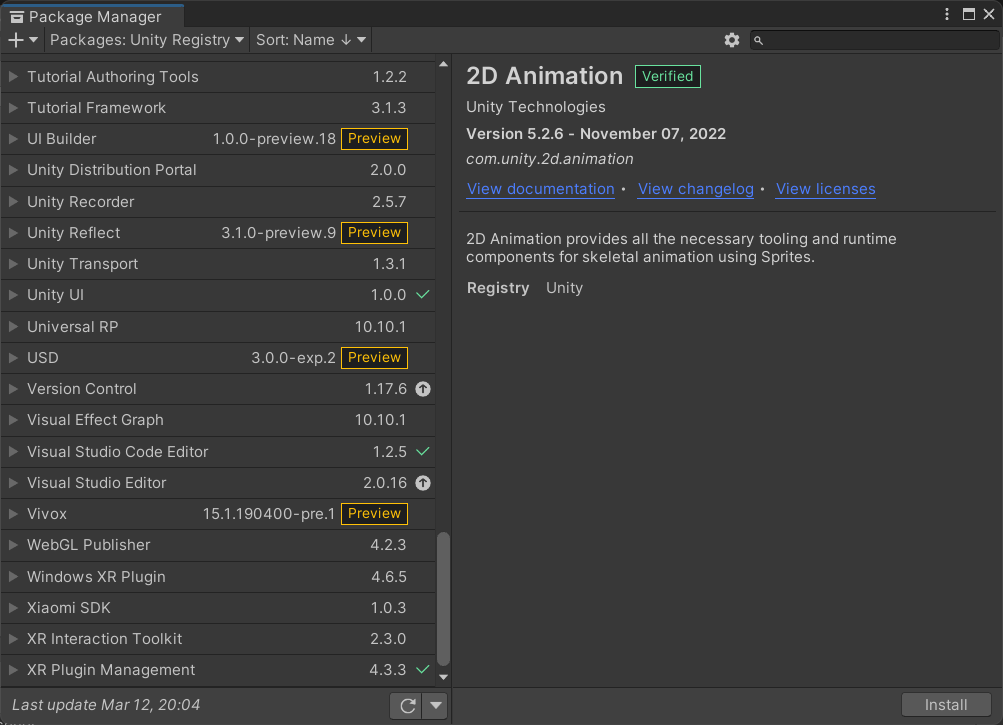 Package Manager
Packages: Unity Registry Sort: Name ↓
Tutorial Authoring Tools 1.2.2
Tutorial Framework 3.1.3
UI Builder 1.0.0-preview.18 Preview
Unity Distribution Portal 2.0.0
Unity Recorder 2.5.7
Unity Reflect 3.1.0-preview.9 Preview
Unity Transport 1.3.1
Unity UI 1.0.0
Universal RP 10.10.1
USD 3.0.0-exp.2 Preview
Version Control 1.17.6
Visual Effect Graph 10.10.1
Visual Studio Code Editor 1.2.5
Visual Studio Editor 2.0.16
Vivox 15.1.190400-pre.1 Preview
WebGL Publisher 4.2.3
Windows XR Plugin 4.6.5
Xiaomi SDK 1.0.3
XR Interaction Toolkit 2.3.0
XR Plugin Management 4.3.3
Last update Mar 12, 20:04
2D Animation Verified
Unity Technologies
Version 5.2.6 - November 07, 2022
com.unity.2d.animation
View documentation • View changelog • View licenses
2D Animation provides all the necessary tooling and runtime
components for skeletal animation using Sprites.
Registry Unity
Install